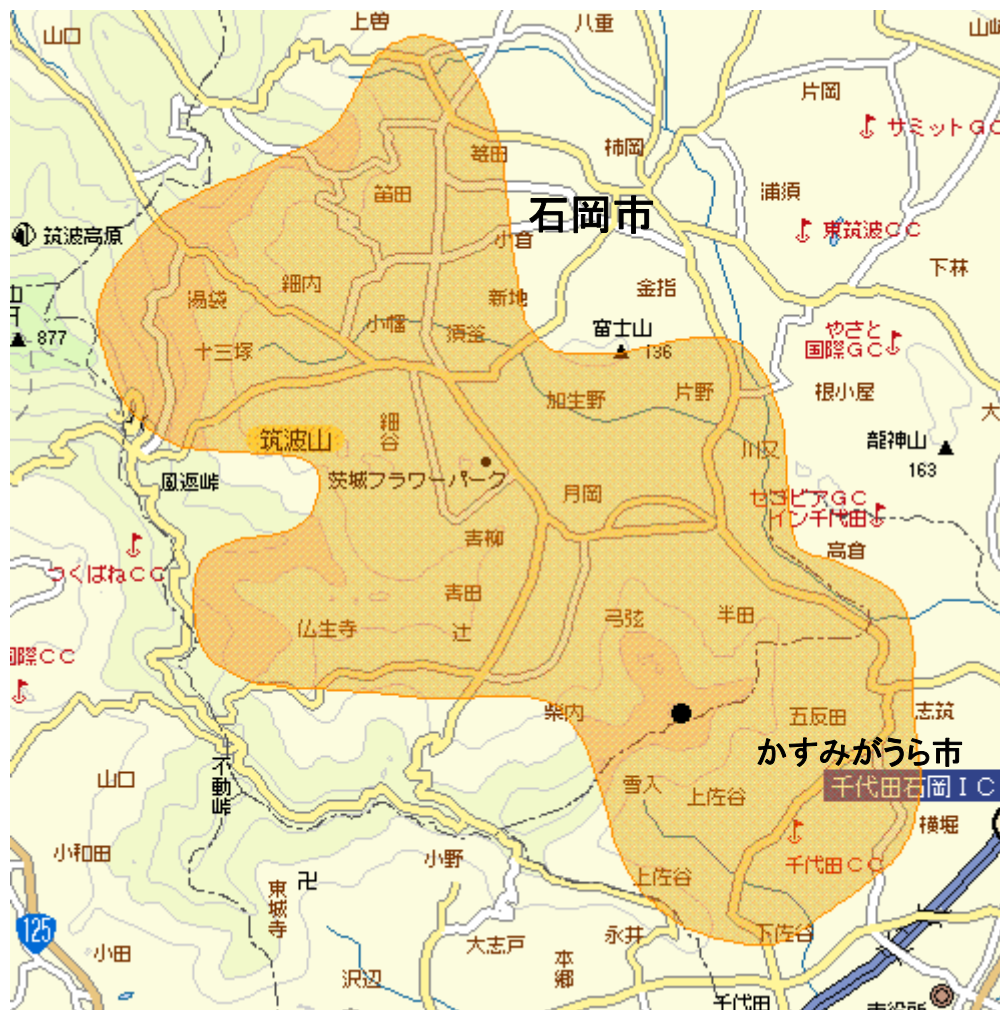 上曽
八重
山口
片岡
サミットGC
柿岡
笛田
浦須
石岡市
東筑波CC
筑波高原
小倉
下林
細内
金指
湯袋
新地
小幡
須釜
富士山
136
やさと
国際GC
877
十三塚
加生野
片野
根小屋
大
細谷
筑波山
龍神山
163
川又
茨城フラワーパーク
風返峠
月岡
セゴビアGC
イン千代田
青柳
高倉
つくばねCC
吉田
弓弦
半田
仏生寺
辻
国際CC
柴内
五反田
志筑
かすみがうら市
不動峠
山口
雪入
上佐谷
千代田石岡IC
横堀
小和田
小野
千代田CC
上佐谷
東城寺
125
下佐谷
永井
大志戸
小田
本郷
沢辺
千代田